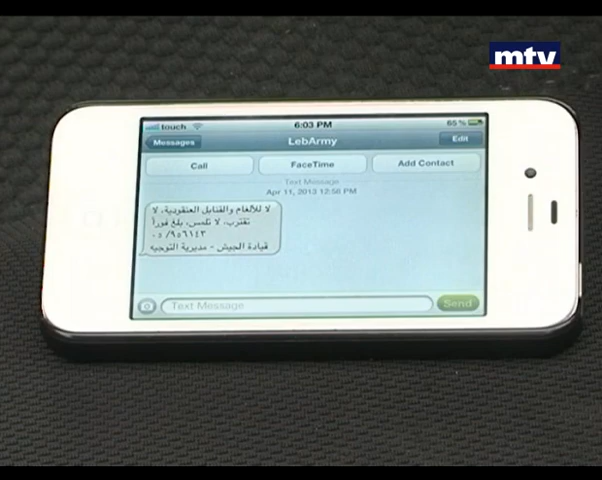 mtv
touch
6:03 PM
65 %
Messages
LebArmy
Edit
Call
FaceTime
Add Contact
Text Message
Apr 11, 2013 12:58 PM
لا للألغام والقنابل العنقودية، لا
تقترب، لا تلمس، بلغ فوراً
٠٥/٩٥٦١٤٣
قيادة الجيش - مديرية التوجيه
Text Message
Send